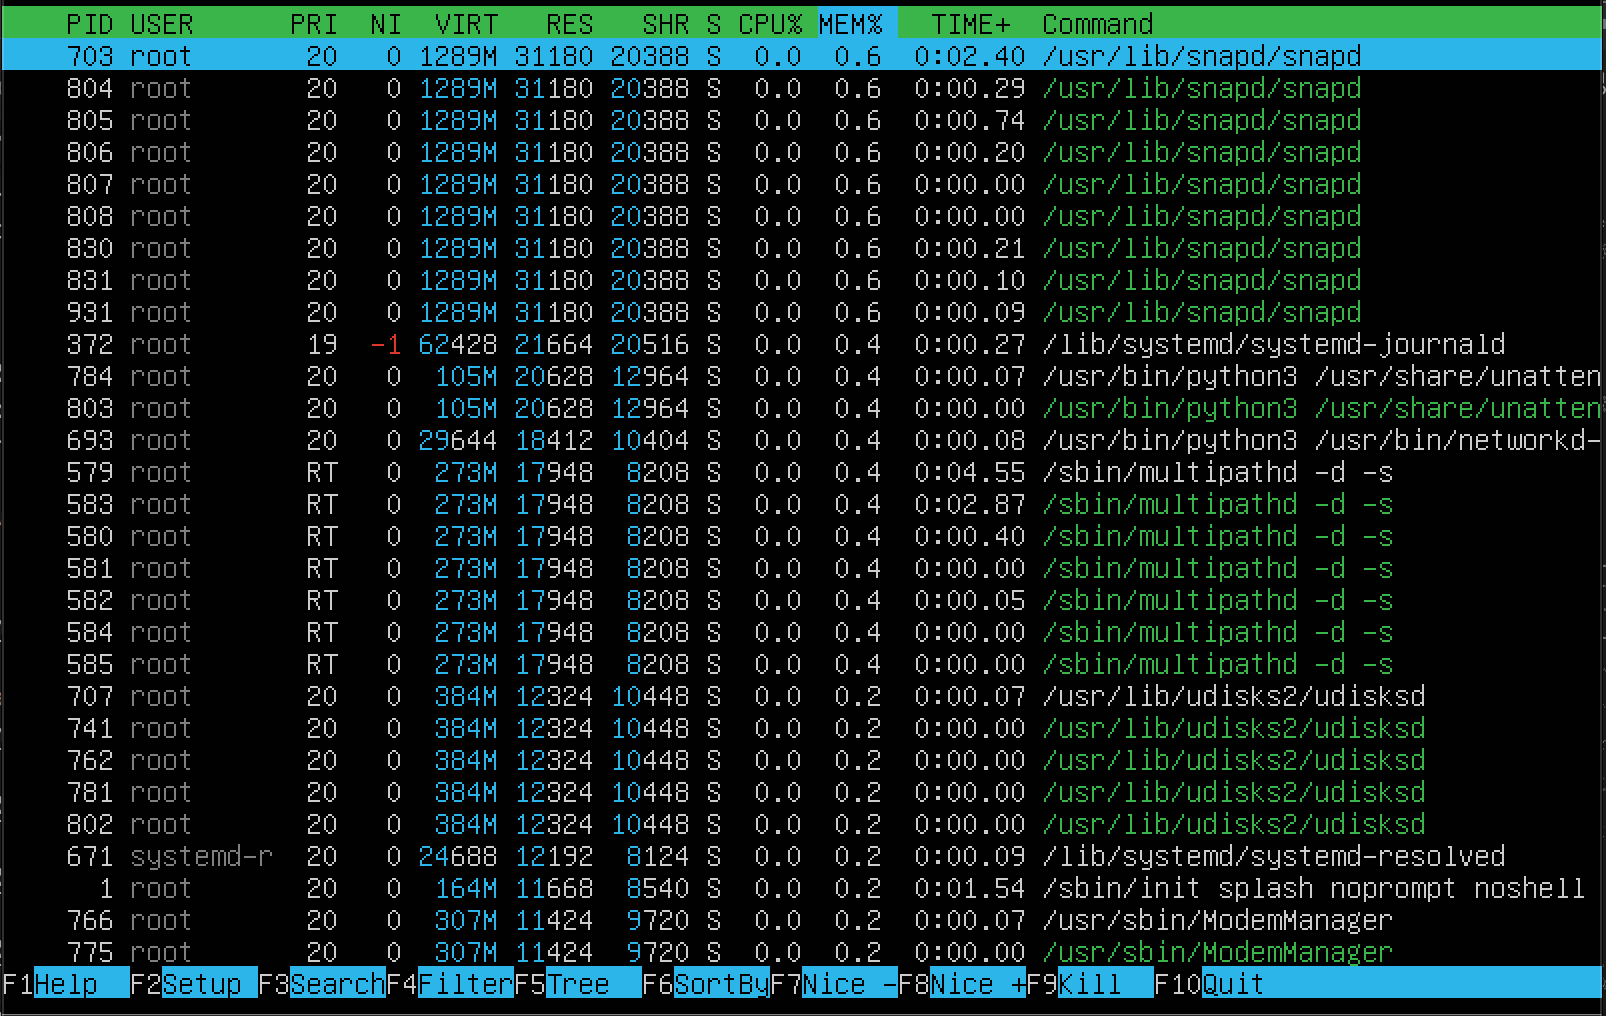 PID USER PRI NI VIRT RES SHR S CPU% MEM% TIME+ Command
703 root 20 0 1289M 31180 20388 S 0.0 0.6 0:02.40 /usr/lib/snapd/snapd
804 root 20 0 1289M 31180 20388 S 0.0 0.6 0:00.29 /usr/lib/snapd/snapd
805 root 20 0 1289M 31180 20388 S 0.0 0.6 0:00.74 /usr/lib/snapd/snapd
806 root 20 0 1289M 31180 20388 S 0.0 0.6 0:00.20 /usr/lib/snapd/snapd
807 root 20 0 1289M 31180 20388 S 0.0 0.6 0:00.00 /usr/lib/snapd/snapd
808 root 20 0 1289M 31180 20388 S 0.0 0.6 0:00.00 /usr/lib/snapd/snapd
830 root 20 0 1289M 31180 20388 S 0.0 0.6 0:00.21 /usr/lib/snapd/snapd
831 root 20 0 1289M 31180 20388 S 0.0 0.6 0:00.10 /usr/lib/snapd/snapd
931 root 20 0 1289M 31180 20388 S 0.0 0.6 0:00.09 /usr/lib/snapd/snapd
372 root 19 -1 62428 21664 20516 S 0.0 0.4 0:00.27 /lib/systemd/systemd-journald
784 root 20 0 105M 20628 12964 S 0.0 0.4 0:00.07 /usr/bin/python3 /usr/share/unatten
803 root 20 0 105M 20628 12964 S 0.0 0.4 0:00.00 /usr/bin/python3 /usr/share/unatten
693 root 20 0 29644 18412 10404 S 0.0 0.4 0:00.08 /usr/bin/python3 /usr/bin/networkd-
579 root RT 0 273M 17948 8208 S 0.0 0.4 0:04.55 /sbin/multipathd -d -s
583 root RT 0 273M 17948 8208 S 0.0 0.4 0:02.87 /sbin/multipathd -d -s
580 root RT 0 273M 17948 8208 S 0.0 0.4 0:00.40 /sbin/multipathd -d -s
581 root RT 0 273M 17948 8208 S 0.0 0.4 0:00.00 /sbin/multipathd -d -s
582 root RT 0 273M 17948 8208 S 0.0 0.4 0:00.05 /sbin/multipathd -d -s
584 root RT 0 273M 17948 8208 S 0.0 0.4 0:00.00 /sbin/multipathd -d -s
585 root RT 0 273M 17948 8208 S 0.0 0.4 0:00.00 /sbin/multipathd -d -s
707 root 20 0 384M 12324 10448 S 0.0 0.2 0:00.07 /usr/lib/udisks2/udisksd
741 root 20 0 384M 12324 10448 S 0.0 0.2 0:00.00 /usr/lib/udisks2/udisksd
762 root 20 0 384M 12324 10448 S 0.0 0.2 0:00.00 /usr/lib/udisks2/udisksd
781 root 20 0 384M 12324 10448 S 0.0 0.2 0:00.00 /usr/lib/udisks2/udisksd
802 root 20 0 384M 12324 10448 S 0.0 0.2 0:00.00 /usr/lib/udisks2/udisksd
671 systemd-r 20 0 24688 12192 8124 S 0.0 0.2 0:00.09 /lib/systemd/systemd-resolved
1 root 20 0 164M 11668 8540 S 0.0 0.2 0:01.54 /sbin/init splash noprompt noshell
766 root 20 0 307M 11424 9720 S 0.0 0.2 0:00.07 /usr/sbin/ModemManager
775 root 20 0 307M 11424 9720 S 0.0 0.2 0:00.00 /usr/sbin/ModemManager
F1Help F2Setup F3SearchF4FilterF5Tree F6SortByF7Nice -F8Nice +F9Kill F10Quit